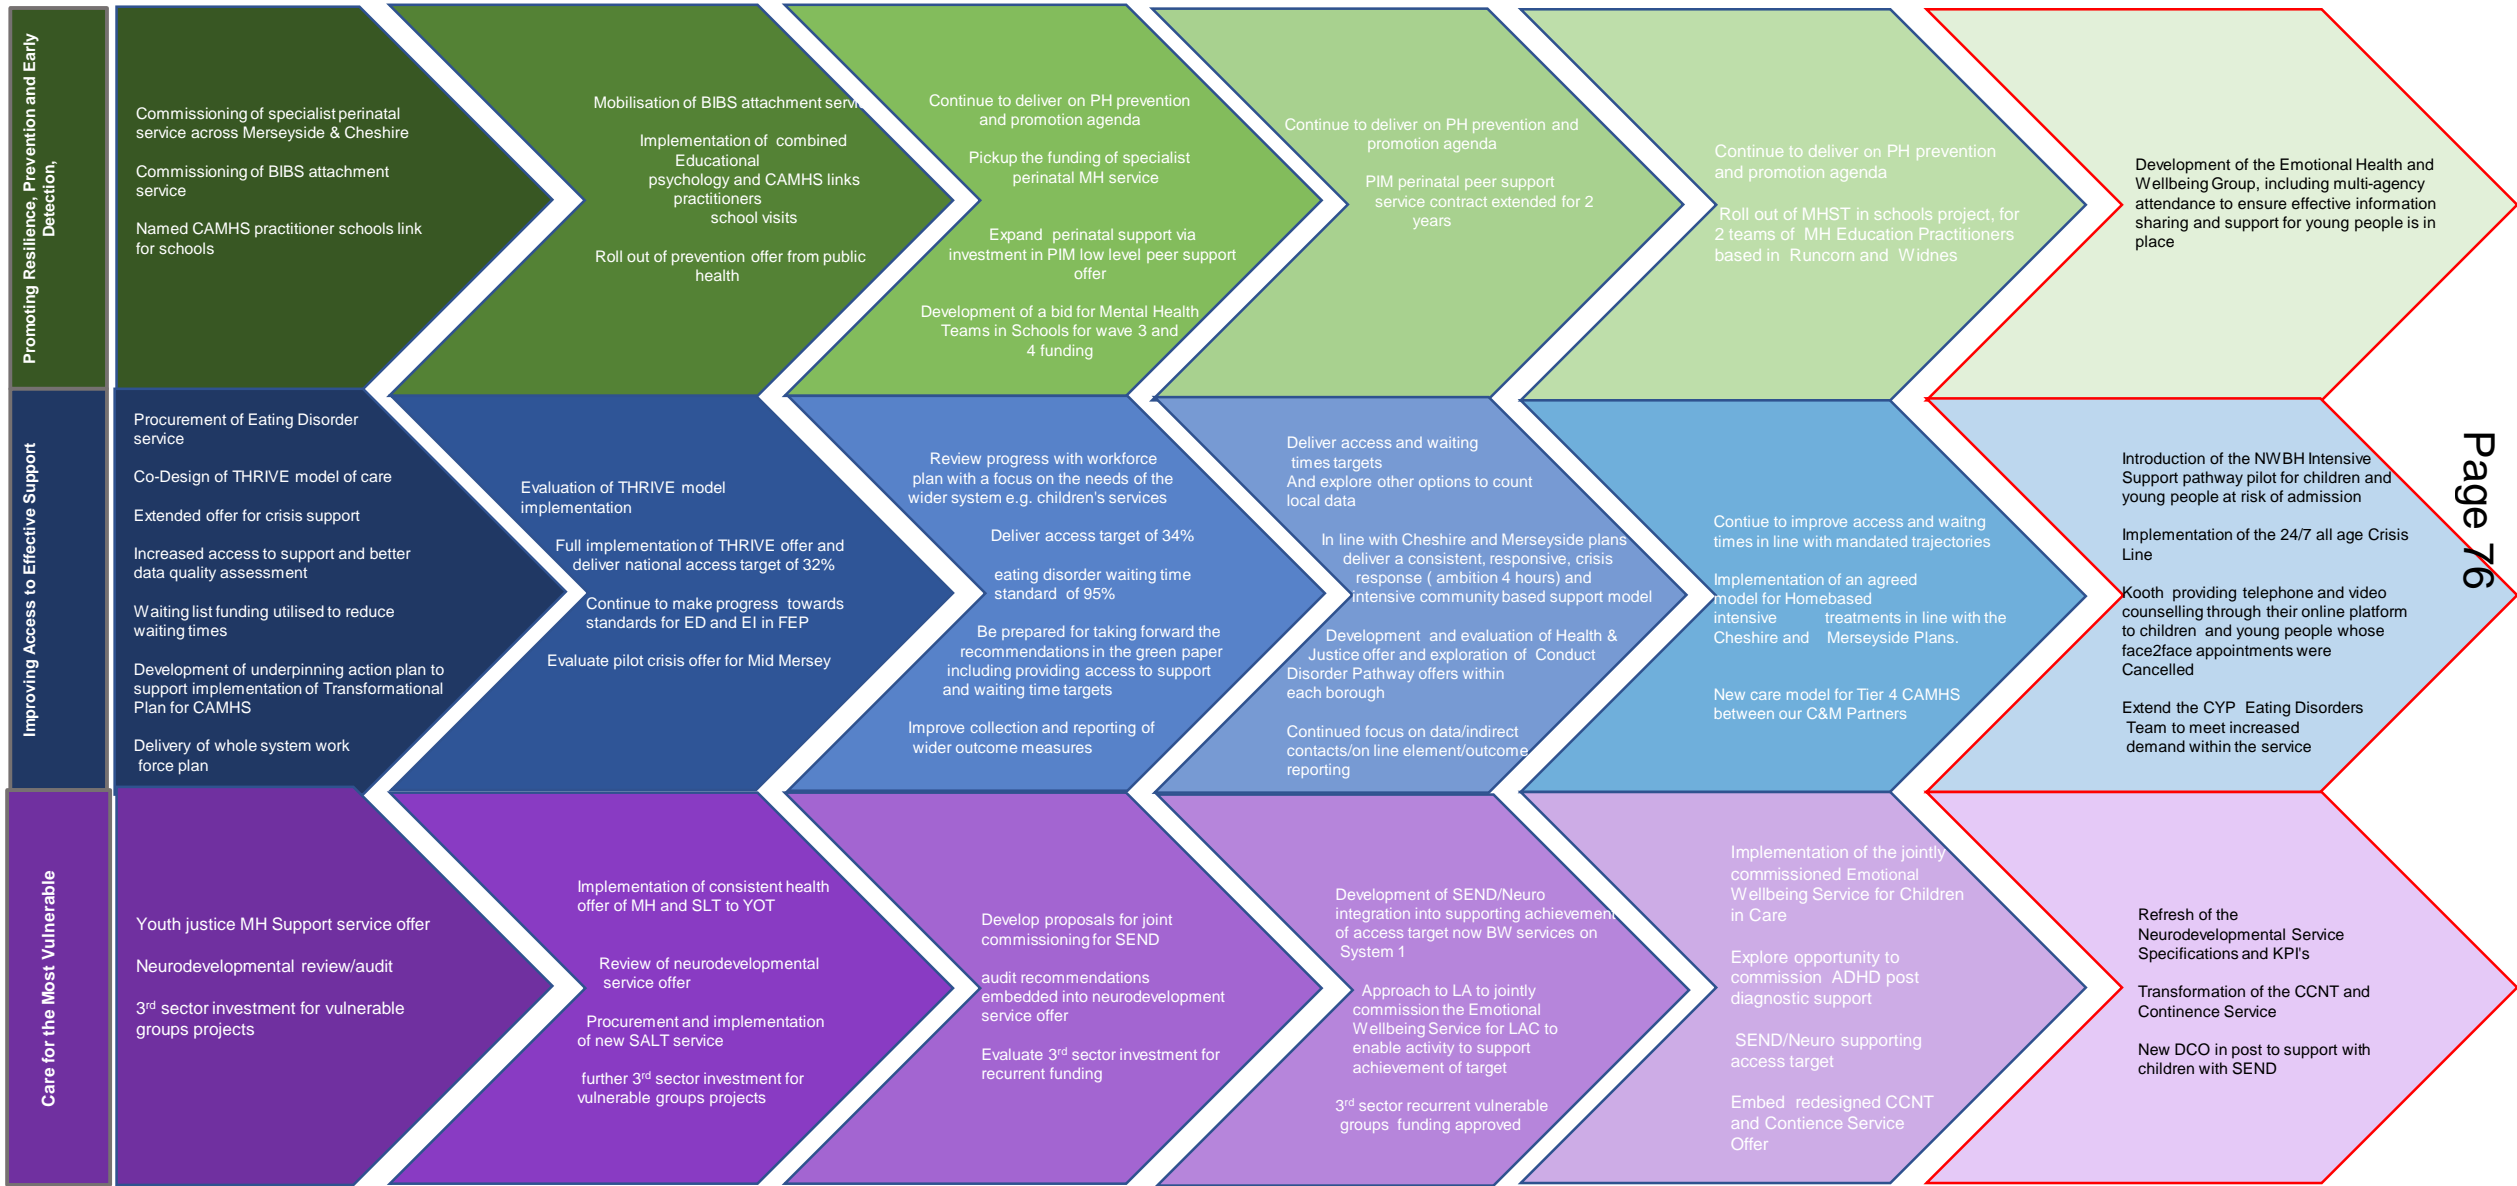 Promoting Resilience, Prevention and Early
Detection,
Commissioning of specialist perinatal
service across Merseyside & Cheshire
Commissioning of BIBS attachment
service
Named CAMHS practitioner schools link
for schools
Mobilisation of BIBS attachment
Implementation of combined
Educational
psychology and CAMHS links
practitioners
school visits
Roll out of prevention offer from public
health
Continue to deliver on PH prevention
and promotion agenda
Pickup the funding of specialist
perinatal MH service
Expand perinatal support via
investment in PIM low level peer support
offer
Development of a bid for Mental Health
Teams in Schools for wave 3 and
4 funding
Continue to deliver on PH prevention and
promotion agenda
PIM perinatal peer support
service contract extended for 2
years
Continue to deliver on PH prevention
and promotion agenda
Roll out of MHST in schools project, for
2 teams of MH Education Practitioners
based in Runcorn and Widnes
Development of the Emotional Health and
Wellbeing Group, including multi-agency
attendance to ensure effective information
sharing and support for young people is in
place
Improving Access to Effective Support
Procurement of Eating Disorder
service
Co-Design of THRIVE model of care
Extended offer for crisis support
Increased access to support and better
data quality assessment
Waiting list funding utilised to reduce
waiting times
Development of underpinning action plan to
support implementation of Transformational
Plan for CAMHS
Delivery of whole system work
force plan
Evaluation of THRIVE model
implementation
Full implementation of THRIVE offer and
deliver national access target of 32%
Continue to make progress towards
standards for ED and EI in FEP
Evaluate pilot crisis offer for Mid Mersey
Review progress with workforce
plan with a focus on the needs of the
wider system e.g. children's services
Deliver access target of 34%
eating disorder waiting time
standard of 95%
Be prepared for taking forward the
recommendations in the green paper
including providing access to support
and waiting time targets
Improve collection and reporting of
wider outcome measures
Deliver access and waiting
times targets
And explore other options to count
local data
In line with Cheshire and Merseyside plans
deliver a consistent, responsive, crisis
response ( ambition 4 hours) and
intensive community based support model
Development and evaluation of Health &
Justice offer and exploration of Conduct
Disorder Pathway offers within
each borough
Continued focus on data/indirect
contacts/on line element/outcome
reporting
Contiue to improve access and waitng
times in line with mandated trajectories
Implementation of an agreed
model for Homebased
intensive treatments in line with the
Cheshire and Merseyside Plans.
New care model for Tier 4 CAMHS
between our C&M Partners
Introduction of the NWBH Intensive
Support pathway pilot for children and
young people at risk of admission
Implementation of the 24/7 all age Crisis
Line
Kooth providing telephone and video
counselling through their online platform
to children and young people whose
face2face appointments were
Cancelled
Extend the CYP Eating Disorders
Team to meet increased
demand within the service
Page 76
Care for the Most Vulnerable
Youth justice MH Support service offer
Neurodevelopmental review/audit
3rd sector investment for vulnerable
groups projects
Implementation of consistent health
offer of MH and SLT to YOT
Review of neurodevelopmental
service offer
Procurement and implementation
of new SALT service
further 3rd sector investment for
vulnerable groups projects
Develop proposals for joint
commissioning for SEND
audit recommendations
embedded into neurodevelopment
service offer
Evaluate 3rd sector investment for
recurrent funding
Development of SEND/Neuro
integration into supporting achievement
of access target now BW services on
System 1
Approach to LA to jointly
commission the Emotional
Wellbeing Service for LAC to
enable activity to support
achievement of target
3rd sector recurrent vulnerable
groups funding approved
Implementation of the jointly
commissioned Emotional
Wellbeing Service for Children
in Care
Explore opportunity to
commission ADHD post
diagnostic support
SEND/Neuro supporting
access target
Embed redesigned CCNT
and Contience Service
Offer
Refresh of the
Neurodevelopmental Service
Specifications and KPI's
Transformation of the CCNT and
Continence Service
New DCO in post to support with
children with SEND